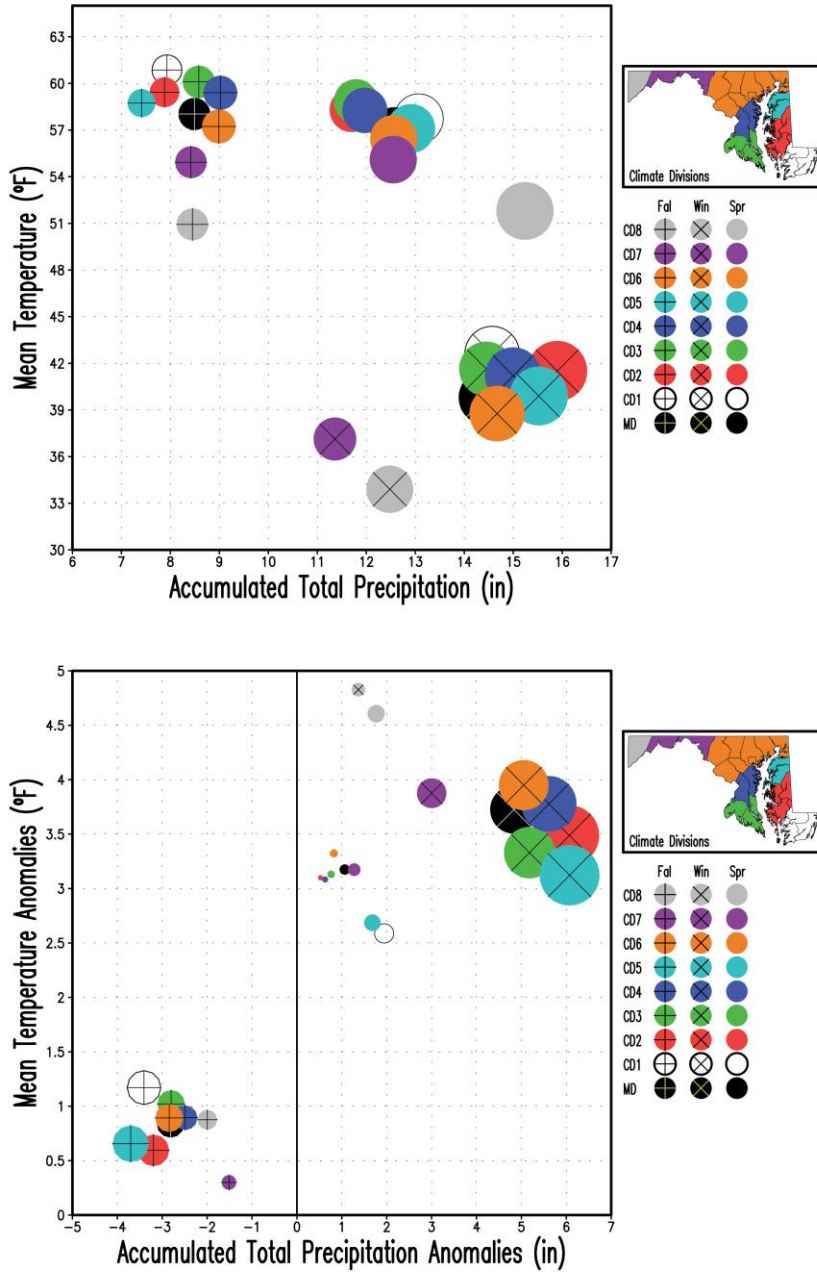 63
60
57
54
51
48
45
42
39
36
33
30
Mean Temperature (°F)
6 7 8 9 10 11 12 13 14 15 16 17
Accumulated Total Precipitation (in)
Climate Divisions
Fal Win Spr
CD8
CD7
CD6
CD5
CD4
CD3
CD2
CD1
MD
5
4.5
4
3.5
3
2.5
2
1.5
1
0.5
0
Mean Temperature Anomalies (°F)
-5 -4 -3 -2 -1 0 1 2 3 4 5 6 7
Accumulated Total Precipitation Anomalies (in)
Climate Divisions
Fal Win Spr
CD8
CD7
CD6
CD5
CD4
CD3
CD2
CD1
MD